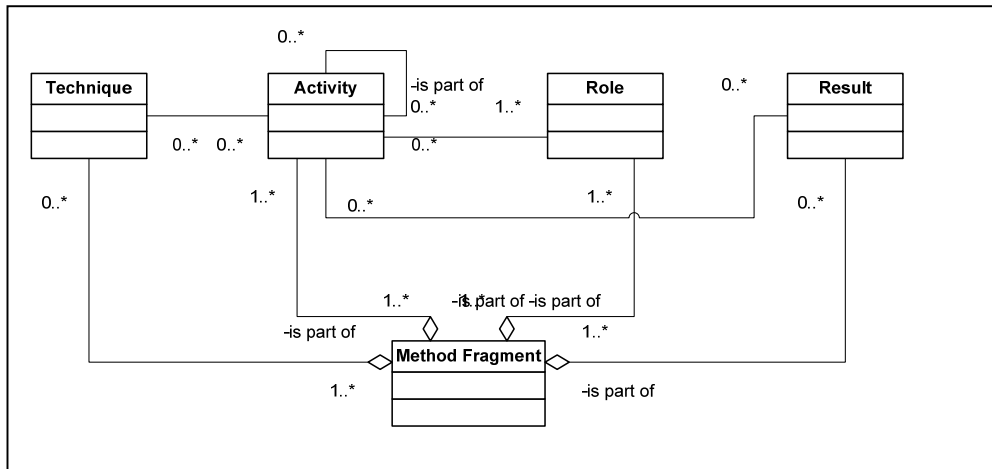 0..*
Technique
Activity
-is part of
Role
0..*
Result
0..*
1..*
0..*
0..*
0..*
0..*
1..*
0..*
1..*
0..*
1..*
1..*
-is part of
-is part of
-is part of
1..*
Method Fragment
1..*
-is part of